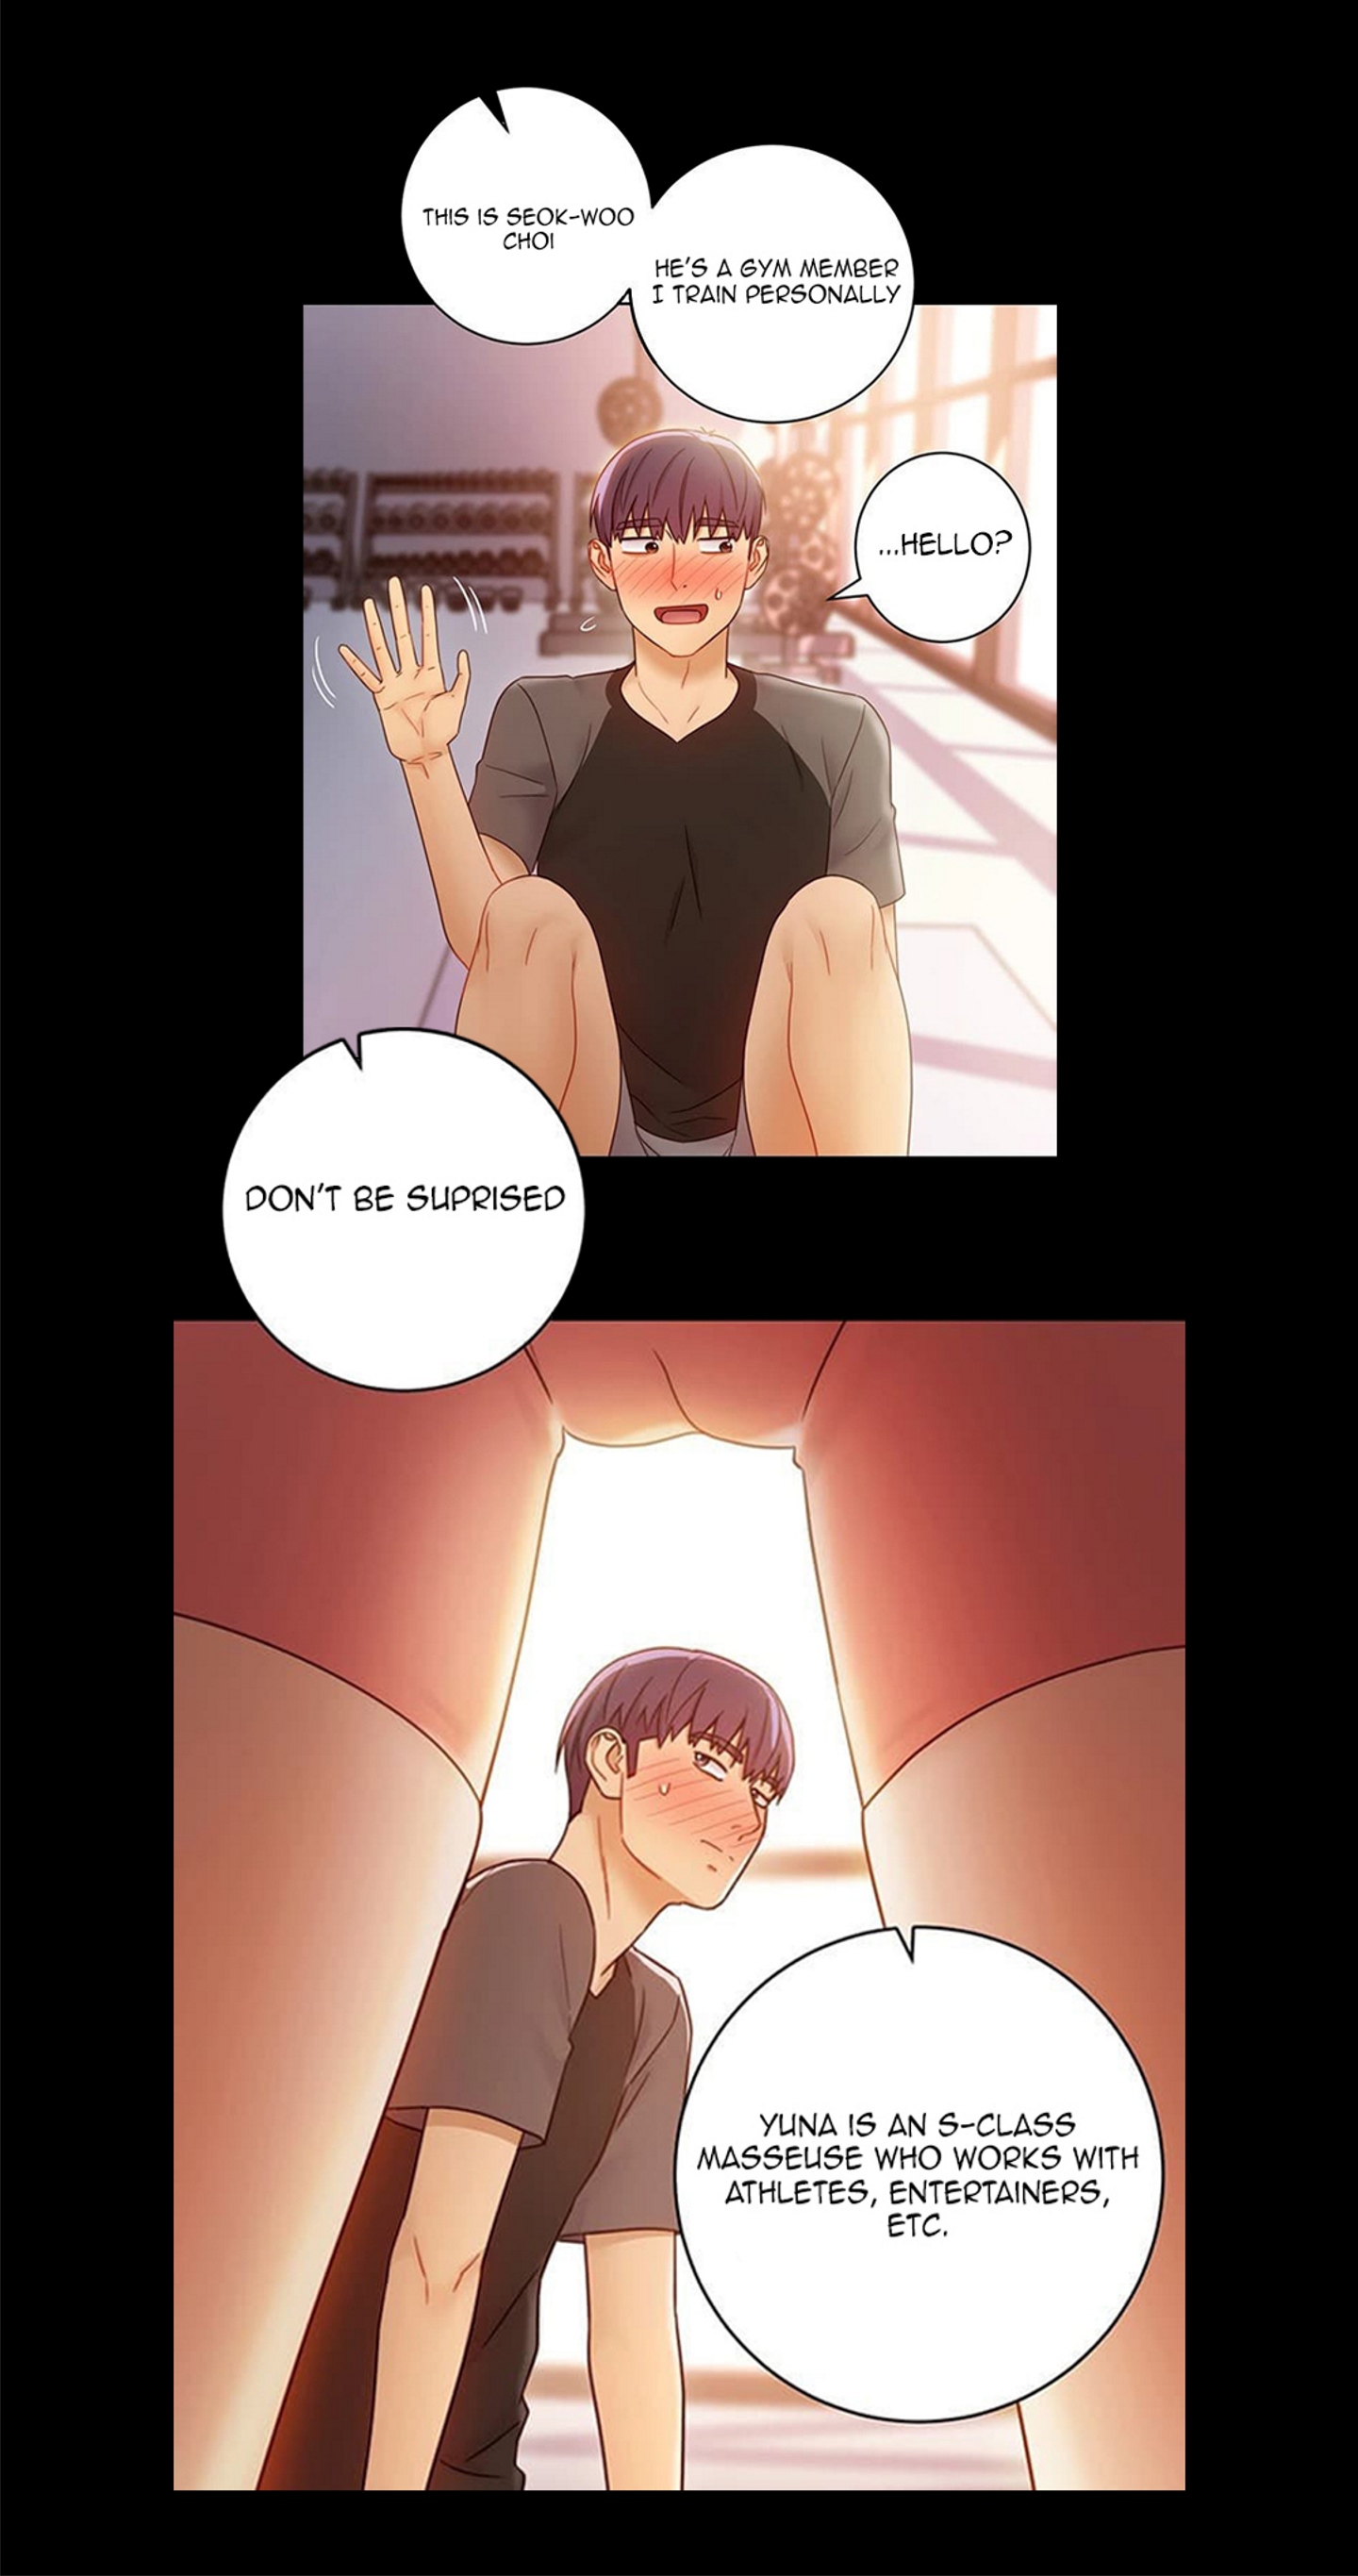 THIS IS SEOK-WOO
CHOI
HE'S A GYM MEMBER
I TRAIN PERSONALLY
...HELLO?
DON'T BE SUPRISED
YUNA IS AN S-CLASS
MASSEUSE WHO WORKS WITH
ATHLETES, ENTERTAINERS,
ETC.